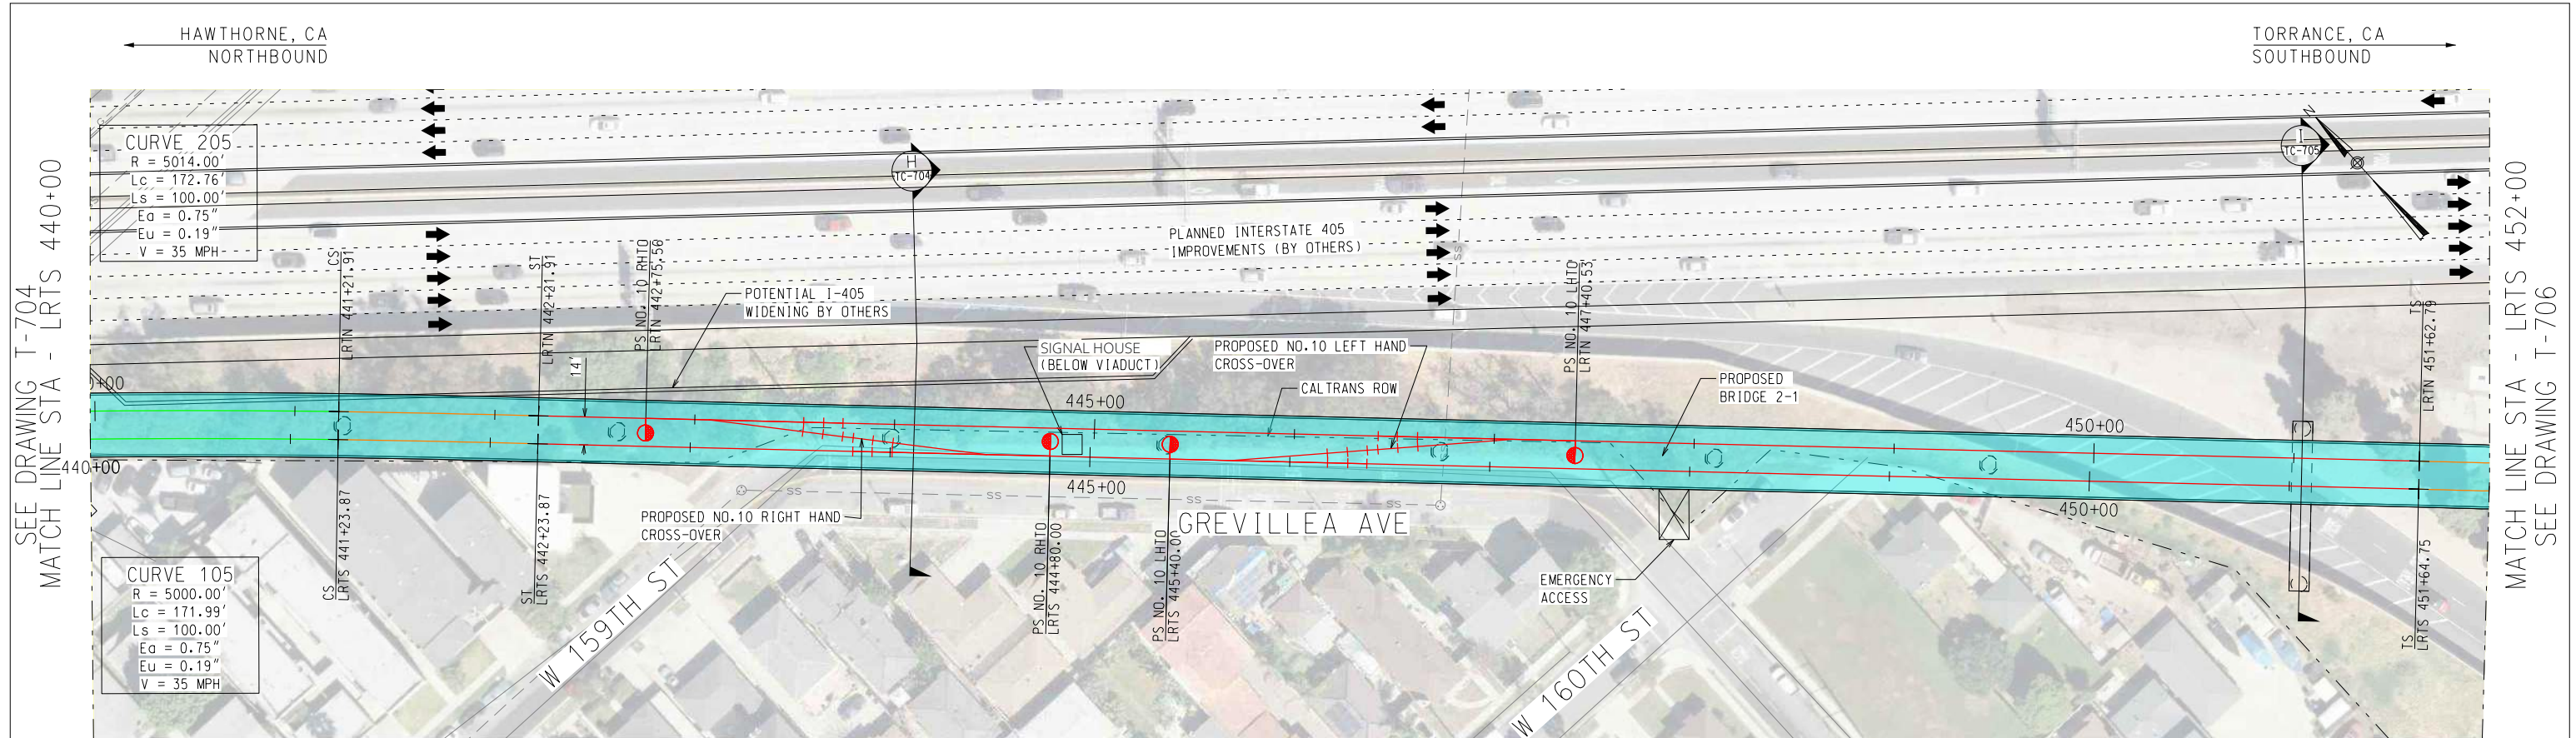 HAWTHORNE, CA
NORTHBOUND
TORRANCE, CA
SOUTHBOUND
SEE DRAWING T-704
MATCH LINE STA - LRTS 440+00
CURVE 205
R = 5014.00'
Lc = 172.76'
Ls = 100.00'
Ea = 0.75"
Eu = 0.19"
V = 35 MPH
CS
LRTN 441+21.91
ST
LRTN 442+21.91
PS NO. 10 RHTO
LRTN 442+75.56
14'
H
TC-704
POTENTIAL I-405
WIDENING BY OTHERS
PLANNED INTERSTATE 405
IMPROVEMENTS (BY OTHERS)
SIGNAL HOUSE
(BELOW VIADUCT)
PROPOSED NO.10 LEFT HAND
CROSS-OVER
CALTRANS ROW
PS NO. 10 LHTO
LRTN 447+40.53
PROPOSED
BRIDGE 2-1
I
TC-705
N
TS
LRTN 451+62.79
445+00
450+00
440+00
445+00
450+00
SS
SS
SS
SS
SS
CS
LRTS 441+23.87
ST
LRTS 442+23.87
PROPOSED NO.10 RIGHT HAND
CROSS-OVER
PS NO. 10 RHTO
LRTS 444+80.00
PS NO. 10 LHTO
LRTS 445+40.00
GREVILLEA AVE
W 159TH ST
W 160TH ST
EMERGENCY
ACCESS
TS
LRTS 451+64.75
CURVE 105
R = 5000.00'
Lc = 171.99'
Ls = 100.00'
Ea = 0.75"
Eu = 0.19"
V = 35 MPH
MATCH LINE STA - LRTS 452+00
SEE DRAWING T-706